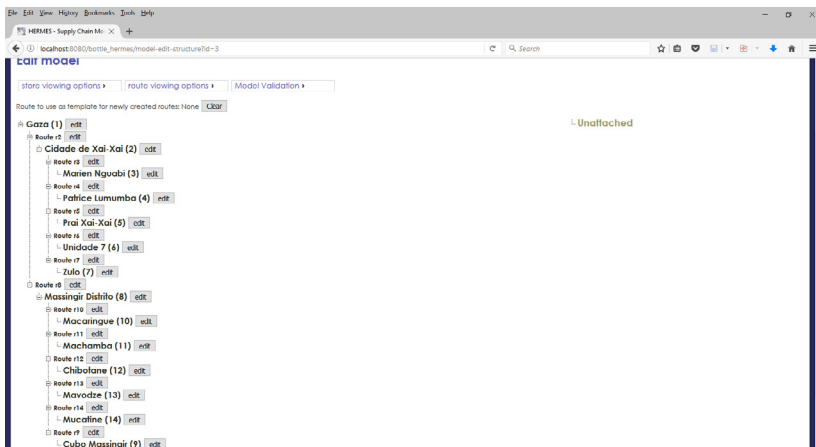 File Edit View History Bookmarks Tools Help
HERMES - Supply Chain Mo
localhost:8080/bottle_hermes/model-edit-structure?id=3
Search
Edit model
store viewing options
route viewing options
Model Validation
Route to use as template for newly created routes: None Clear
Gaza (1) edit
Unattached
Route r2 edit
Cidade de Xai-Xai (2) edit
Route r3 edit
Marien Nguabi (3) edit
Route r4 edit
Patrice Lumumba (4) edit
Route r5 edit
Prai Xai-Xai (5) edit
Route r6 edit
Unidade 7 (6) edit
Route r7 edit
Zulo (7) edit
Route r8 edit
Massingir Distrito (8) edit
Route r10 edit
Macaringue (10) edit
Route r11 edit
Machamba (11) edit
Route r12 edit
Chibotane (12) edit
Route r13 edit
Mavodze (13) edit
Route r14 edit
Mucatine (14) edit
Route r9 edit
Cubo Massingir (9) edit